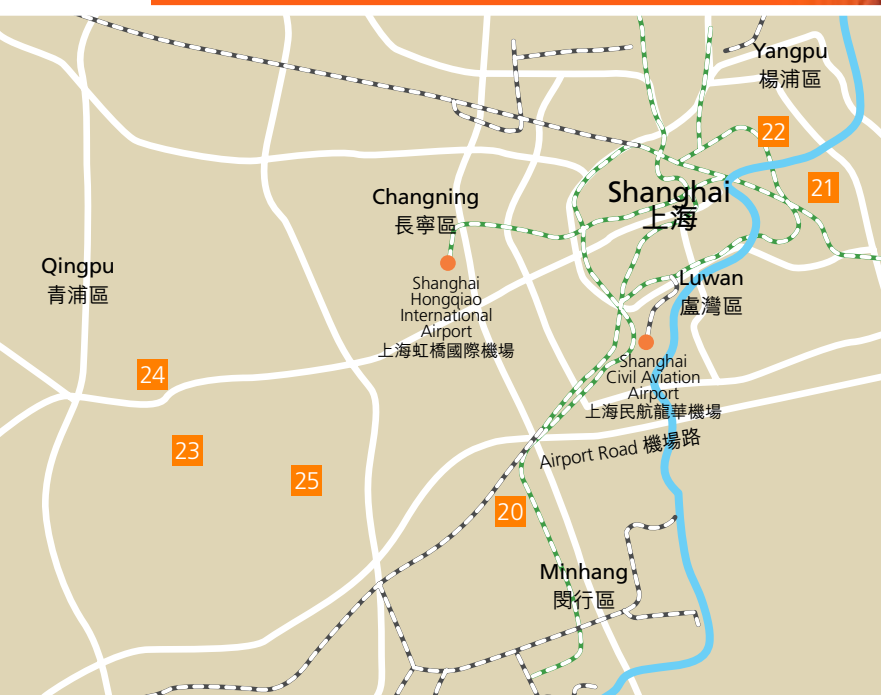 Yangpu
楊浦區
22
21
Changning
長寧區
Shanghai
上海
Qingpu
青浦區
Shanghai
Hongqiao
International
Airport
上海虹橋國際機場
Luwan
盧灣區
Shanghai
Civil Aviation
Airport
上海民航龍華機場
24
Airport Road 機場路
23
25
20
Minhang
閔行區